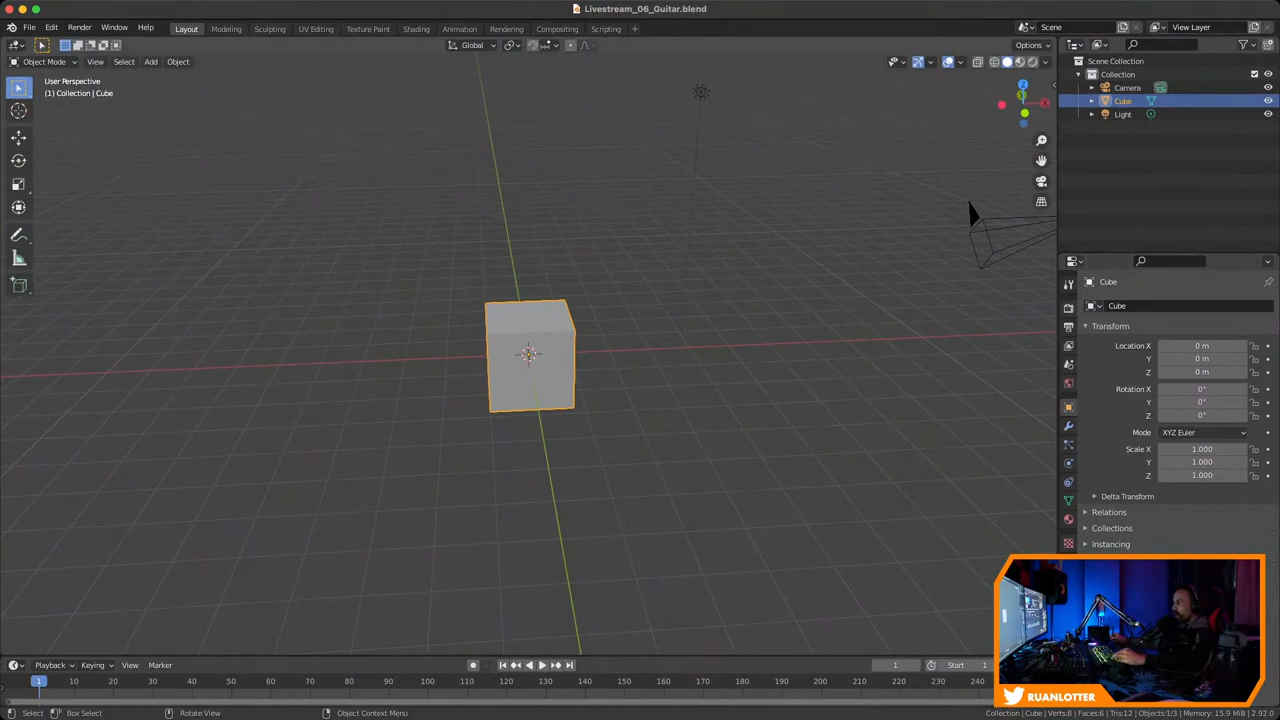 Livestream_06_Guitar.blend
File Edit Render Window Help Layout Modeling Sculpting UV Editing Texture Paint Shading Animation Rendering Compositing Scripting + Scene View Layer
Global Options
Object Mode View Select Add Object
User Perspective
(1) Collection | Cube
X
Scene Collection
Collection
Camera
Cube
Light
Cube
Cube
Transform
Location X 0 m
Y 0 m
Z 0 m
Rotation X 0°
Y 0°
Z 0°
Mode XYZ Euler
Scale X 1.000
Y 1.000
Z 1.000
Delta Transform
Relations
Collections
Instancing
RUANLOTTER
Playback Keying View Marker 1 Start 1
1 10 20 30 40 50 60 70 80 90 100 110 120 130 140 150 160 170 180 190 200 210 220 230 240
Select Box Select Rotate View Object Context Menu Collection | Cube | Verts:8 | Faces:6 | Tris:12 | Objects:1/3 | Memory: 15.9 MiB | 2.92.0